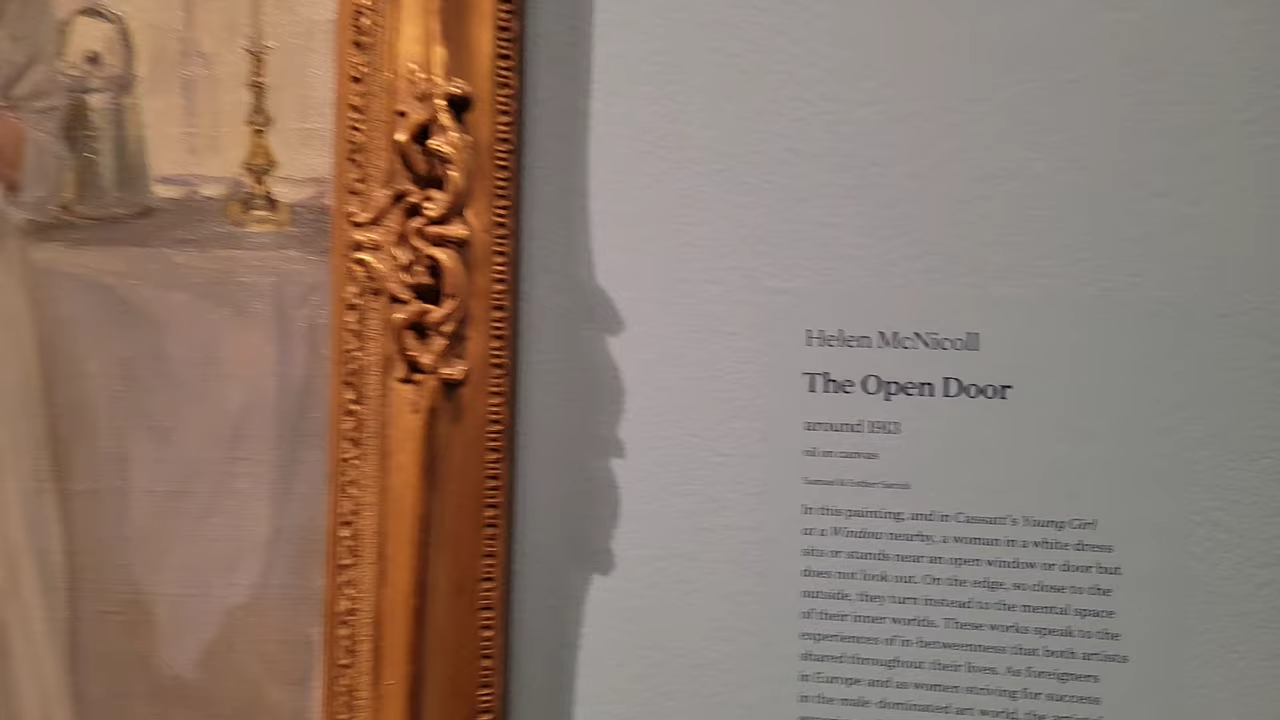 Helen McNicoll
The Open Door
around 1913
oil on canvas
In this painting, and in Cassatt's Young Girl
at a Window nearby, a woman in a white dress
sits or stands near an open window or door but
does not look out. On the edge, so close to the
outside, they turn instead to the mental space
of their inner worlds. These works speak to the
experiences of in-betweenness that both artists
shared throughout their lives. As foreigners
in Europe and as women striving for success
in the male-dominated art world,